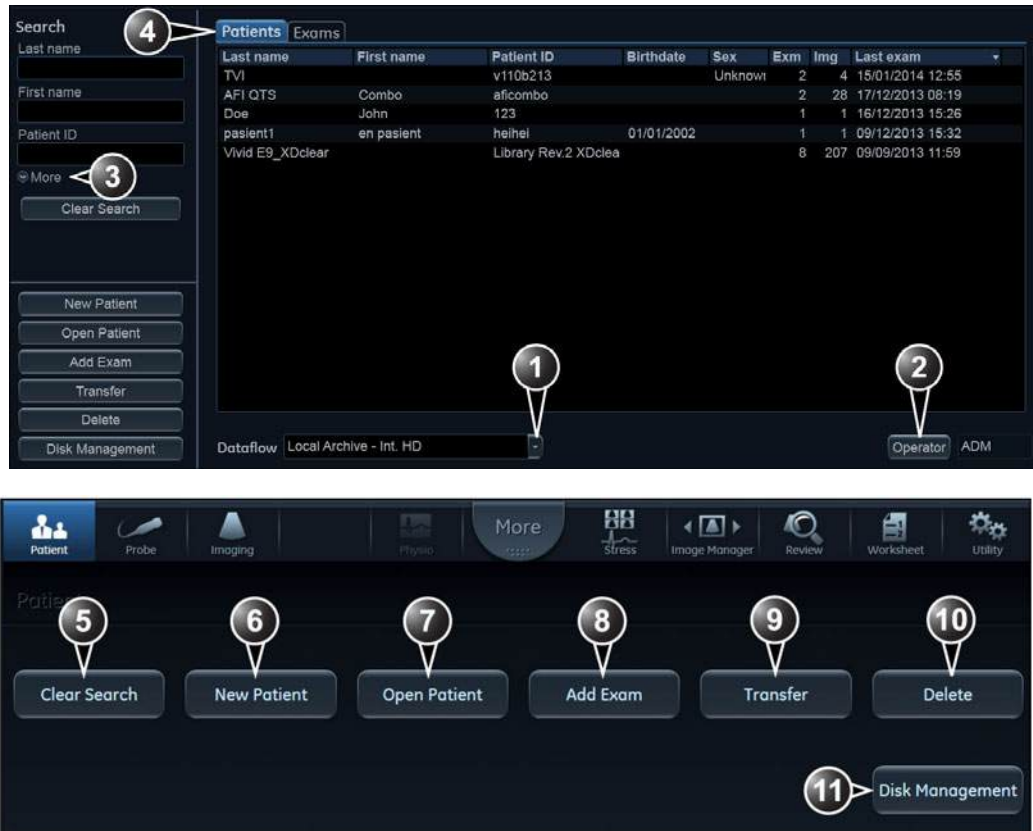 Search
Last name
First name
Patient ID
More
3
Clear Search
New Patient
Open Patient
Add Exam
Transfer
Delete
Disk Management
4
Patients Exams
Last name First name Patient ID Birthdate Sex Exm Img Last exam
TVI v110b213 Unknow 2 4 15/01/2014 12:55
AFI QTS Combo aficombo 2 28 17/12/2013 08:19
Doe John 123 1 1 16/12/2013 15:26
pasient1 en pasient heihei 01/01/2002 1 1 09/12/2013 15:32
Vivid E9_XDclear Library Rev.2 XDclea 8 207 09/09/2013 11:59
1
2
Dataflow Local Archive - Int. HD Operator ADM
Patient Probe Imaging Physio More Stress Image Manager Review Worksheet Utility
5 6 7 8 9 10
Clear Search New Patient Open Patient Add Exam Transfer Delete
11 Disk Management